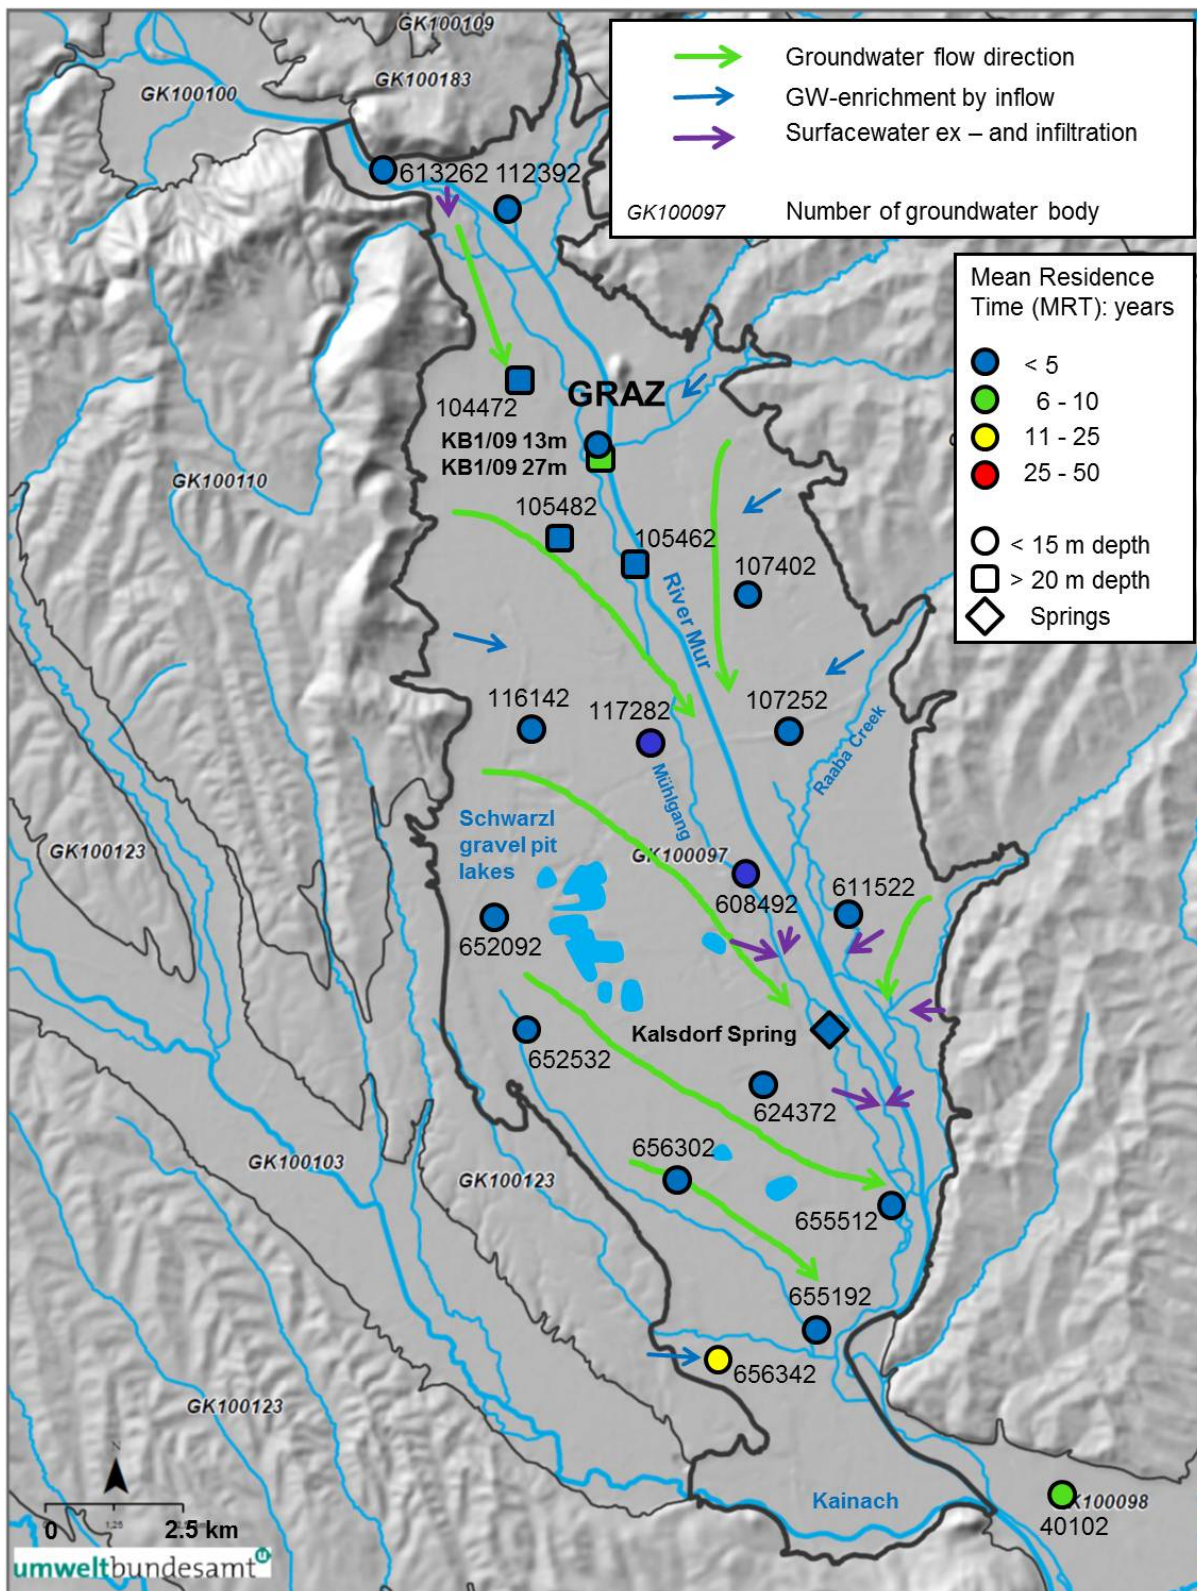 GK100109
GK100183
GK100100
Groundwater flow direction
GW-enrichment by inflow
Surfacewater ex – and infiltration
GK100097 Number of groundwater body
613262 112392
Mean Residence
Time (MRT): years
< 5
6 - 10
11 - 25
25 - 50
< 15 m depth
> 20 m depth
Springs
104472
GRAZ
KB1/09 13m
KB1/09 27m
GK100110
105482
105462
107402
River Mur
116142
117282
107252
Raaba Creek
Mühlgang
Schwarzl
gravel pit
lakes
GK100123
GK100097
608492
611522
652092
Kalsdorf Spring
652532
624372
656302
GK100103
GK100123
655512
655192
656342
GK100123
N
Kainach
K100098
40102
0 1,25 2.5 km
umweltbundesamt